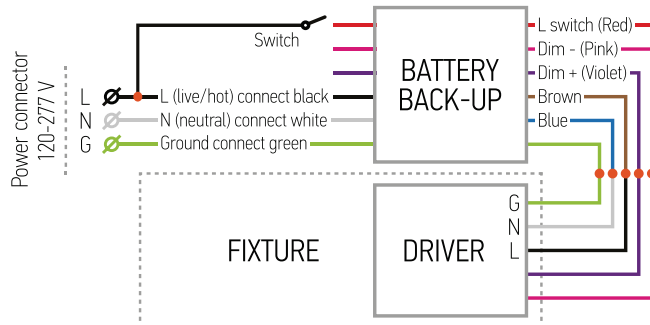 Power connector
120-277 V
Switch
L
N
G
L (live/hot) connect black
N (neutral) connect white
Ground connect green
BATTERY
BACK-UP
L switch (Red)
Dim - (Pink)
Dim + (Violet)
Brown
Blue
FIXTURE
DRIVER
G
N
L